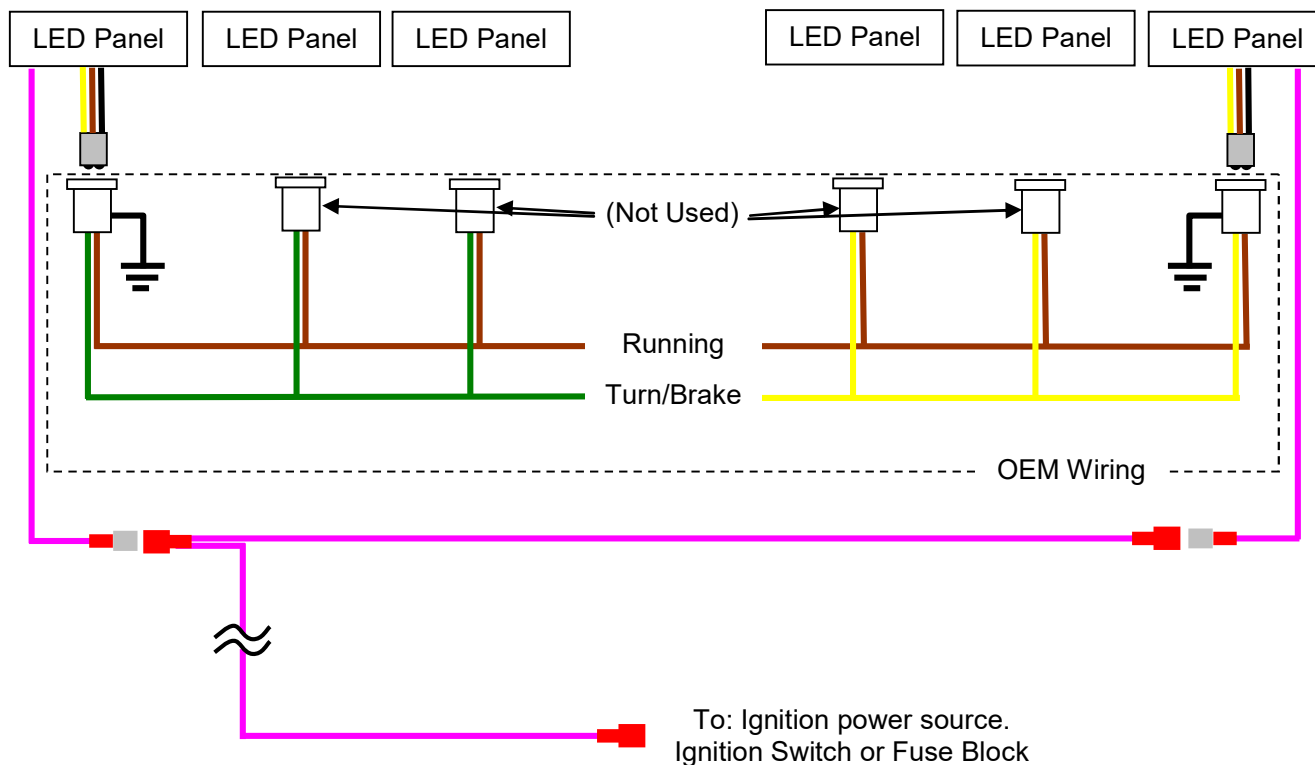 LED Panel
LED Panel
LED Panel
LED Panel
LED Panel
LED Panel
(Not Used)
Running
Turn/Brake
OEM Wiring
To: Ignition power source.
Ignition Switch or Fuse Block